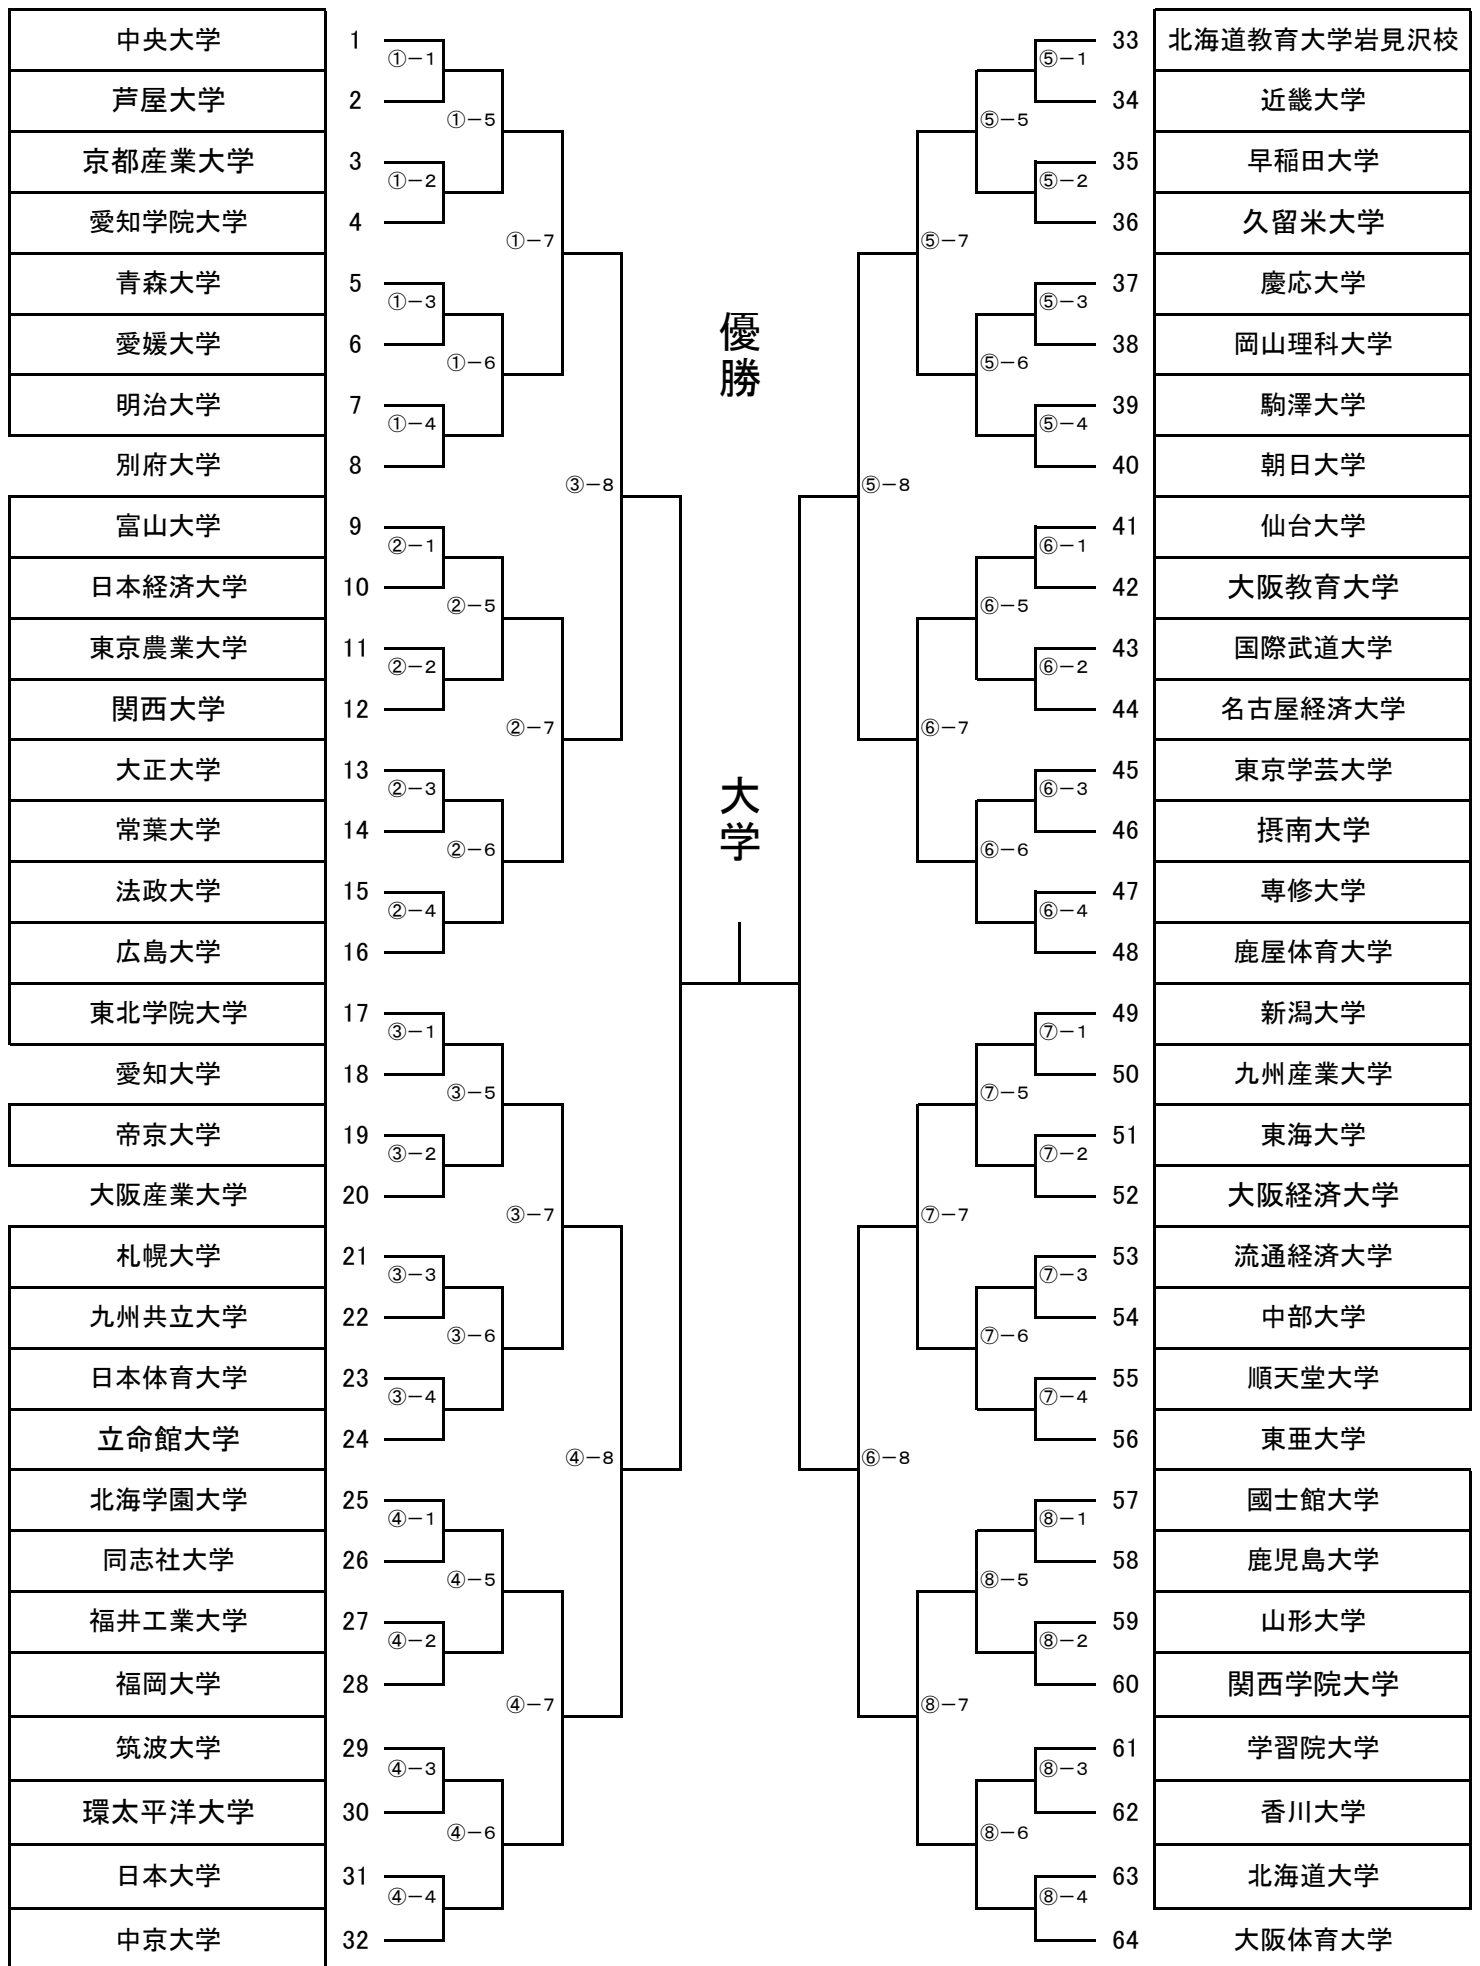 中央大学 1
芦屋大学 2
京都産業大学 3
愛知学院大学 4
青森大学 5
愛媛大学 6
明治大学 7
別府大学 8
富山大学 9
日本経済大学 10
東京農業大学 11
関西大学 12
大正大学 13
常葉大学 14
法政大学 15
広島大学 16
東北学院大学 17
愛知大学 18
帝京大学 19
大阪産業大学 20
札幌大学 21
九州共立大学 22
日本体育大学 23
立命館大学 24
北海学園大学 25
同志社大学 26
福井工業大学 27
福岡大学 28
筑波大学 29
環太平洋大学 30
日本大学 31
中京大学 32
①−1
①−2
①−3
①−4
②−1
②−2
②−3
②−4
③−1
③−2
③−3
③−4
④−1
④−2
④−3
④−4
①−5
①−6
②−5
②−6
③−5
③−6
④−5
④−6
①−7
②−7
③−7
④−7
③−8
④−8
優勝
大学
⑤−8
⑥−8
⑤−7
⑥−7
⑦−7
⑧−7
⑤−5
⑤−6
⑥−5
⑥−6
⑦−5
⑦−6
⑧−5
⑧−6
⑤−1
⑤−2
⑤−3
⑤−4
⑥−1
⑥−2
⑥−3
⑥−4
⑦−1
⑦−2
⑦−3
⑦−4
⑧−1
⑧−2
⑧−3
⑧−4
33 北海道教育大学岩見沢校
34 近畿大学
35 早稲田大学
36 久留米大学
37 慶応大学
38 岡山理科大学
39 駒澤大学
40 朝日大学
41 仙台大学
42 大阪教育大学
43 国際武道大学
44 名古屋経済大学
45 東京学芸大学
46 摂南大学
47 専修大学
48 鹿屋体育大学
49 新潟大学
50 九州産業大学
51 東海大学
52 大阪経済大学
53 流通経済大学
54 中部大学
55 順天堂大学
56 東亜大学
57 國士館大学
58 鹿児島大学
59 山形大学
60 関西学院大学
61 学習院大学
62 香川大学
63 北海道大学
64 大阪体育大学